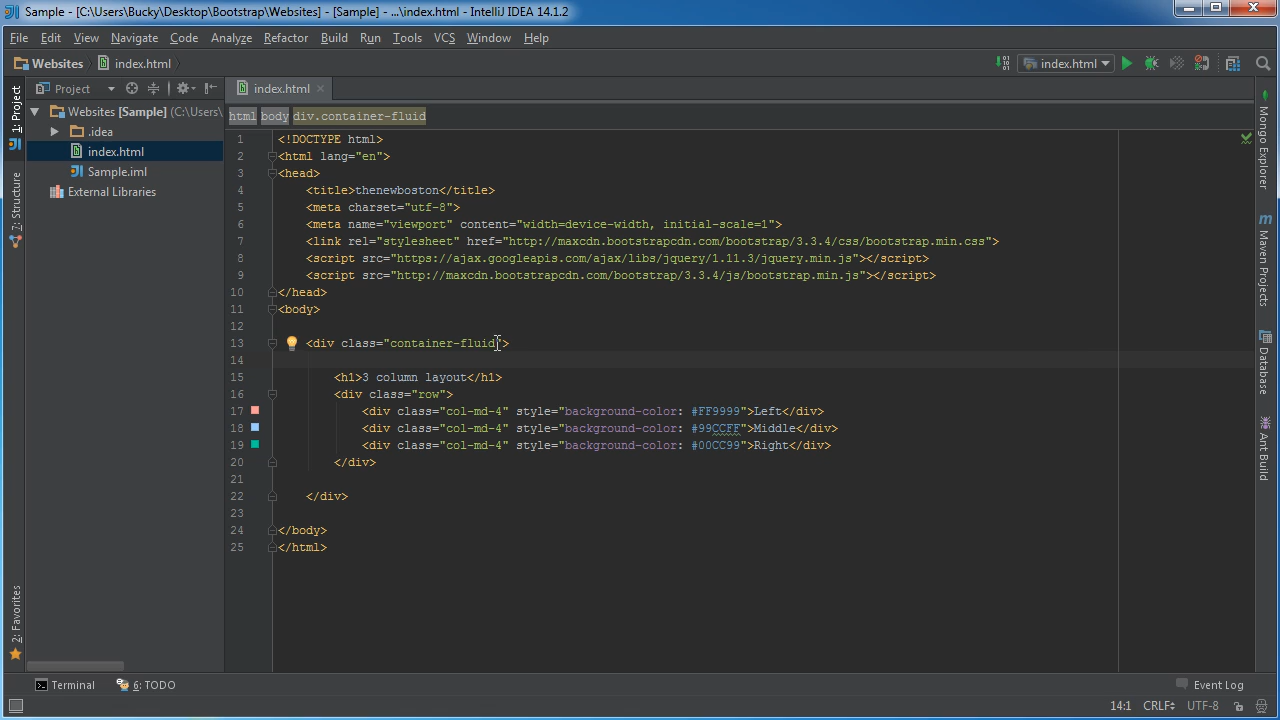 Sample - [C:\Users\Bucky\Desktop\Bootstrap\Websites] - [Sample] - ...\index.html - IntelliJ IDEA 14.1.2
File Edit View Navigate Code Analyze Refactor Build Run Tools VCS Window Help
Websites index.html index.html
1: Project
7: Structure
2: Favorites
Project
Websites [Sample] (C:\Users\
.idea
index.html
Sample.iml
External Libraries
index.html
html body div.container-fluid
1 <!DOCTYPE html>
2 <html lang="en">
3 <head>
4 <title>thenewboston</title>
5 <meta charset="utf-8">
6 <meta name="viewport" content="width=device-width, initial-scale=1">
7 <link rel="stylesheet" href="http://maxcdn.bootstrapcdn.com/bootstrap/3.3.4/css/bootstrap.min.css">
8 <script src="https://ajax.googleapis.com/ajax/libs/jquery/1.11.3/jquery.min.js"></script>
9 <script src="http://maxcdn.bootstrapcdn.com/bootstrap/3.3.4/js/bootstrap.min.js"></script>
10 </head>
11 <body>
12
13 <div class="container-fluid">
14
15 <h1>3 column layout</h1>
16 <div class="row">
17 <div class="col-md-4" style="background-color: #FF9999">Left</div>
18 <div class="col-md-4" style="background-color: #99CCFF">Middle</div>
19 <div class="col-md-4" style="background-color: #00CC99">Right</div>
20 </div>
21
22 </div>
23
24 </body>
25 </html>
Mongo Explorer
Maven Projects
Database
Ant Build
Terminal 6: TODO Event Log
14:1 CRLF UTF-8